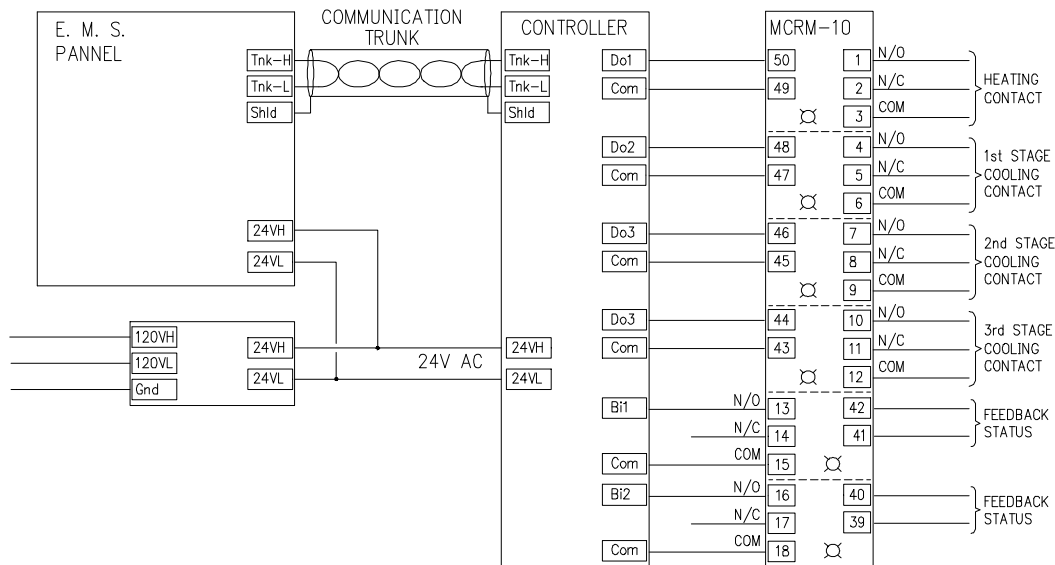 E. M. S.
PANNEL
Tnk-H
Tnk-L
Shld
24VH
24VL
COMMUNICATION
TRUNK
120VH
120VL
Gnd
24VH
24VL
24V AC
CONTROLLER
Tnk-H
Tnk-L
Shld
24VH
24VL
Do1
Com
Do2
Com
Do3
Com
Do3
Com
Bi1
Com
Bi2
Com
N/O
N/C
COM
N/O
N/C
COM
MCRM-10
50 1
49 2
3
48 4
47 5
6
46 7
45 8
9
44 10
43 11
12
13 42
14 41
15
16 40
17 39
18
N/O
N/C
COM
HEATING
CONTACT
N/O
N/C
COM
1st STAGE
COOLING
CONTACT
N/O
N/C
COM
2nd STAGE
COOLING
CONTACT
N/O
N/C
COM
3rd STAGE
COOLING
CONTACT
FEEDBACK
STATUS
FEEDBACK
STATUS